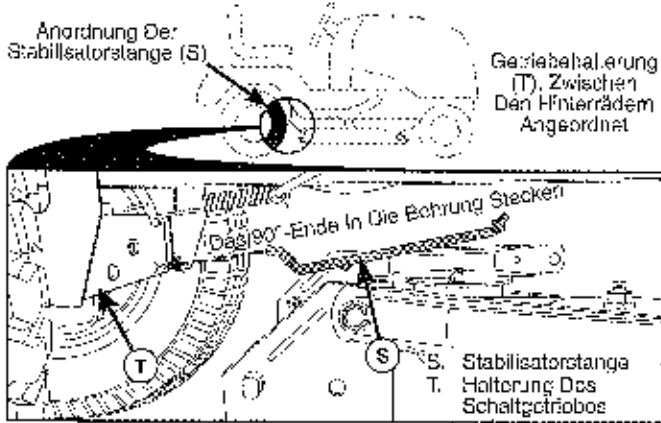 Anordnung Der
Stabilisatorstange (S)
Getriebehalterung
(T), Zwischen
Den Hinterrädern
Angeordnet
Das 90°-Ende In Die Bohrung Stecken
T
S
S. Stabilisatorstange
T. Halterung Des
Schaltgetriebes